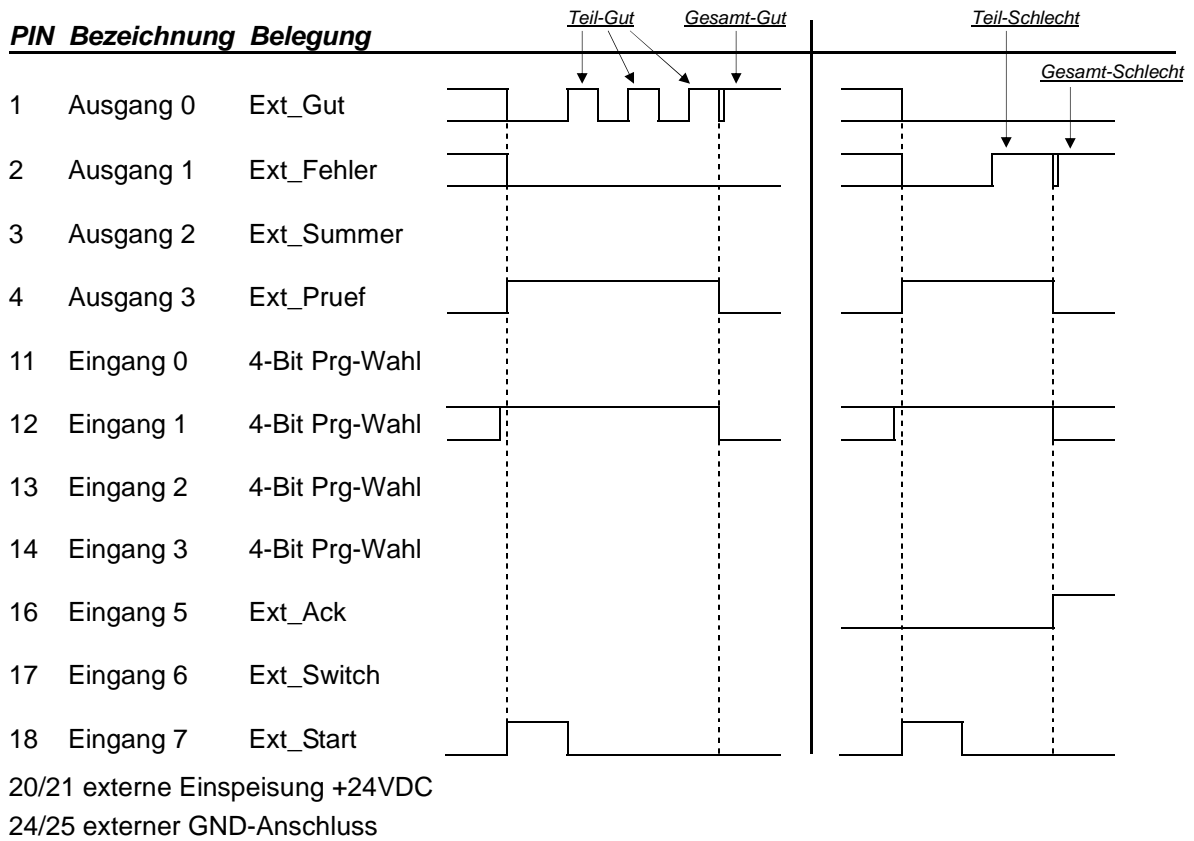 Teil-Gut Gesamt-Gut Teil-Schlecht
PIN Bezeichnung Belegung
Gesamt-Schlecht
1 Ausgang 0 Ext_Gut
2 Ausgang 1 Ext_Fehler
3 Ausgang 2 Ext_Summer
4 Ausgang 3 Ext_Pruef
11 Eingang 0 4-Bit Prg-Wahl
12 Eingang 1 4-Bit Prg-Wahl
13 Eingang 2 4-Bit Prg-Wahl
14 Eingang 3 4-Bit Prg-Wahl
16 Eingang 5 Ext_Ack
17 Eingang 6 Ext_Switch
18 Eingang 7 Ext_Start
20/21 externe Einspeisung +24VDC
24/25 externer GND-Anschluss